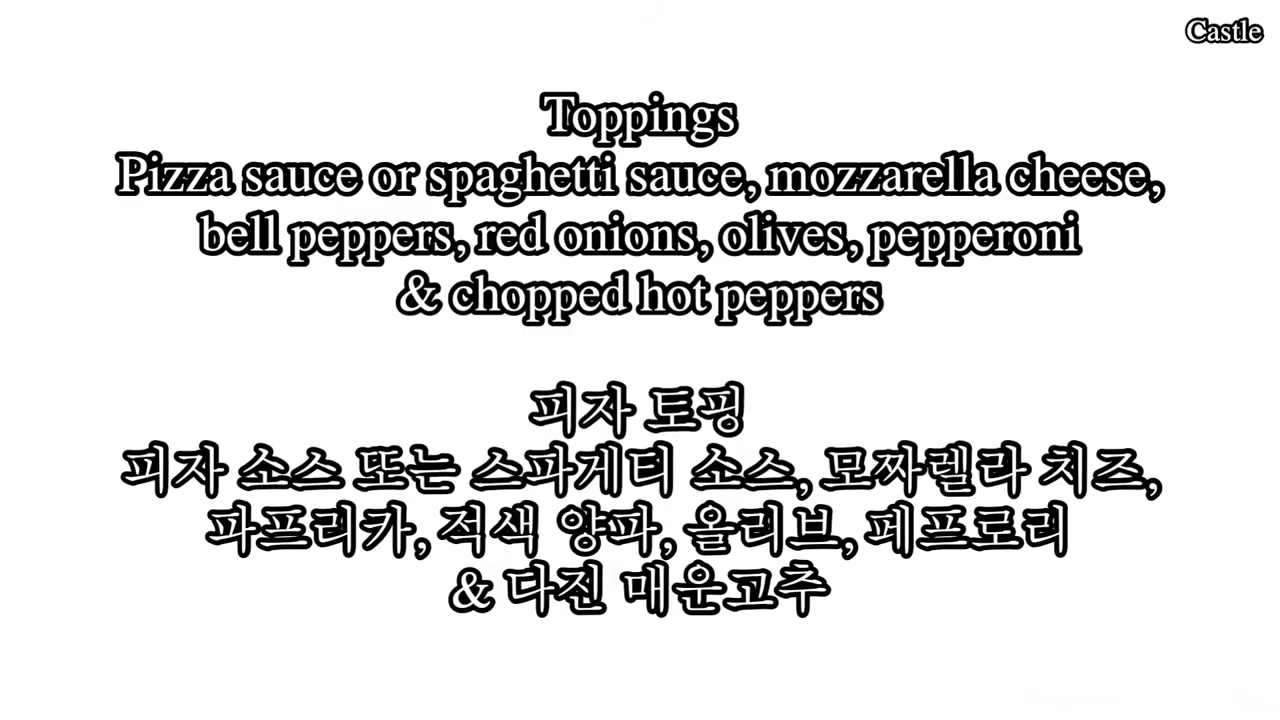 Castle
Toppings
Pizza sauce or spaghetti sauce, mozzarella cheese,
bell peppers, red onions, olives, pepperoni
& chopped hot peppers
피자 토핑
피자 소스 또는 스파게티 소스, 모짜렐라 치즈,
파프리카, 적색 양파, 올리브, 페프로리
& 다진 매운고추